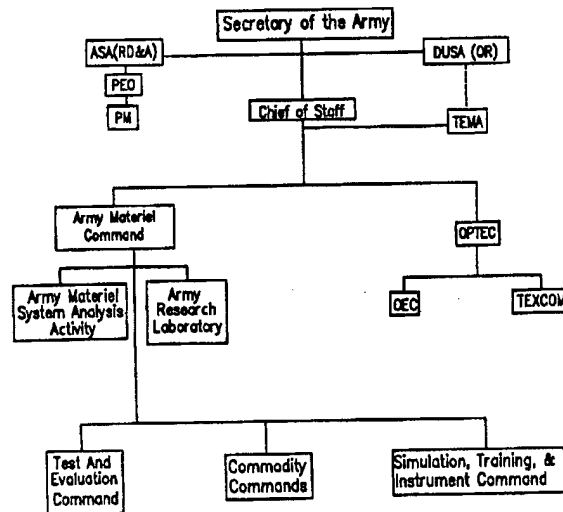 Secretary of the Army
ASA(RD&A)
DUSA (OR)
PEO
PM
Chief of Staff
TEMA
Army Materiel
Command
OPTEC
Army Materiel
System Analysis
Activity
Army
Research
Laboratory
OEC
TEXCOM
Test And
Evaluation
Command
Commodity
Commands
Simulation, Training, &
Instrument Command